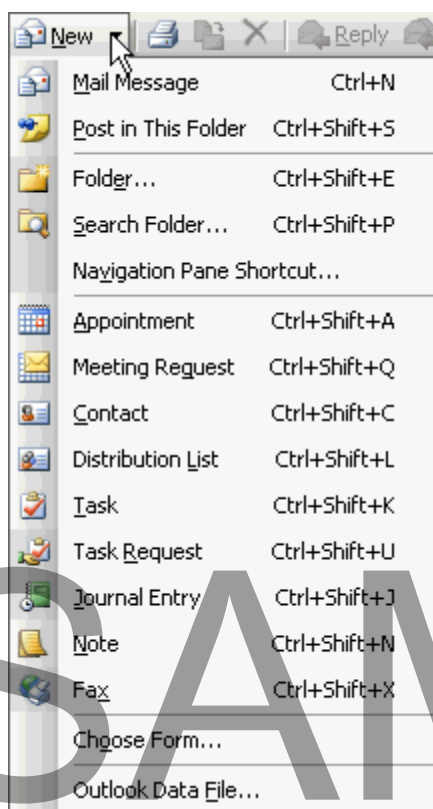 New Reply
Mail Message Ctrl+N
Post in This Folder Ctrl+Shift+S
Folder... Ctrl+Shift+E
Search Folder... Ctrl+Shift+P
Navigation Pane Shortcut...
Appointment Ctrl+Shift+A
Meeting Request Ctrl+Shift+Q
Contact Ctrl+Shift+C
Distribution List Ctrl+Shift+L
Task Ctrl+Shift+K
Task Request Ctrl+Shift+U
Journal Entry Ctrl+Shift+J
Note Ctrl+Shift+N
Fax Ctrl+Shift+X
Choose Form...
Outlook Data File...
SAM